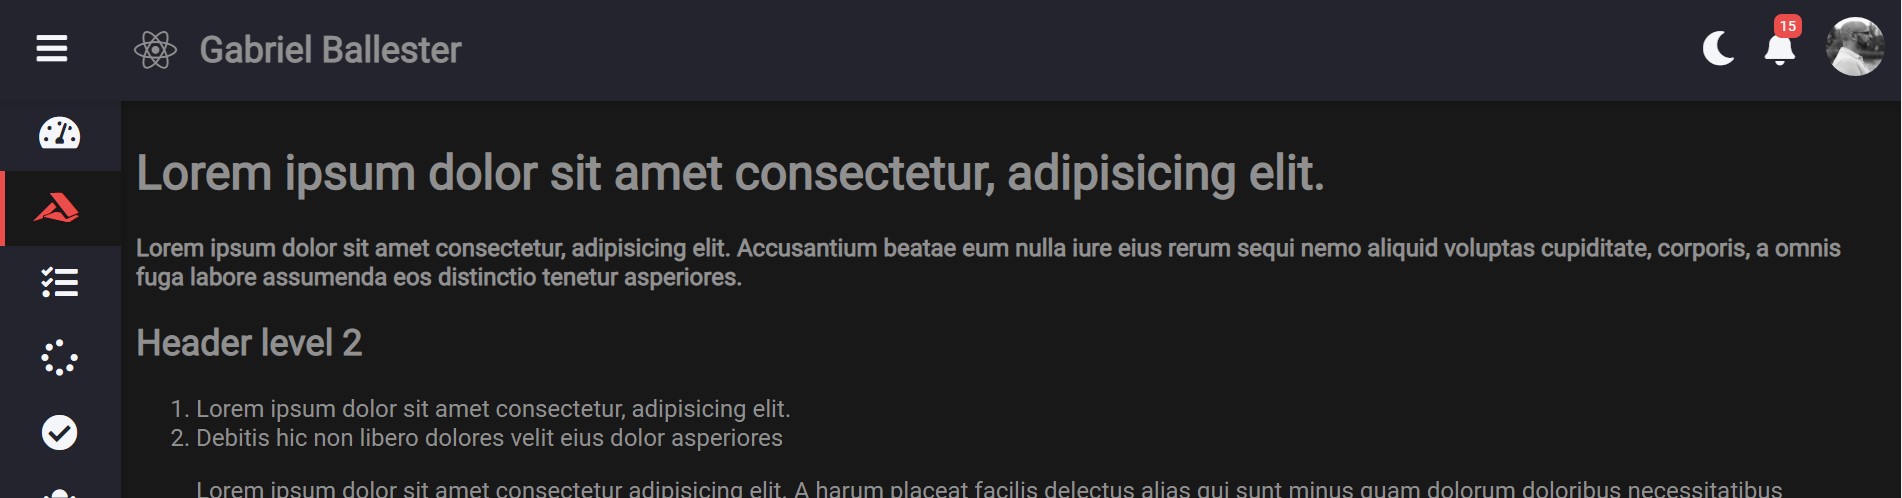 Gabriel Ballester
15
Lorem ipsum dolor sit amet consectetur, adipisicing elit.
Lorem ipsum dolor sit amet consectetur, adipisicing elit. Accusantium beatae eum nulla iure eius rerum sequi nemo aliquid voluptas cupiditate, corporis, a omnis
fuga labore assumenda eos distinctio tenetur asperiores.
Header level 2
1. Lorem ipsum dolor sit amet consectetur, adipisicing elit.
2. Debitis hic non libero dolores velit eius dolor asperiores
Lorem ipsum dolor sit amet consectetur adipisicing elit. A harum placeat facilis delectus alias qui sunt minus quam dolorum doloribus necessitatibus